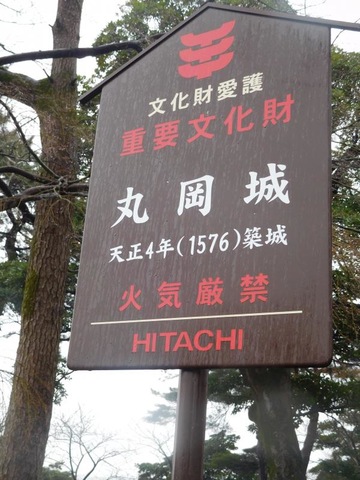 文化財愛護
重要文化財
丸岡城
天正4年(1576)築城
火気厳禁
HITACHI